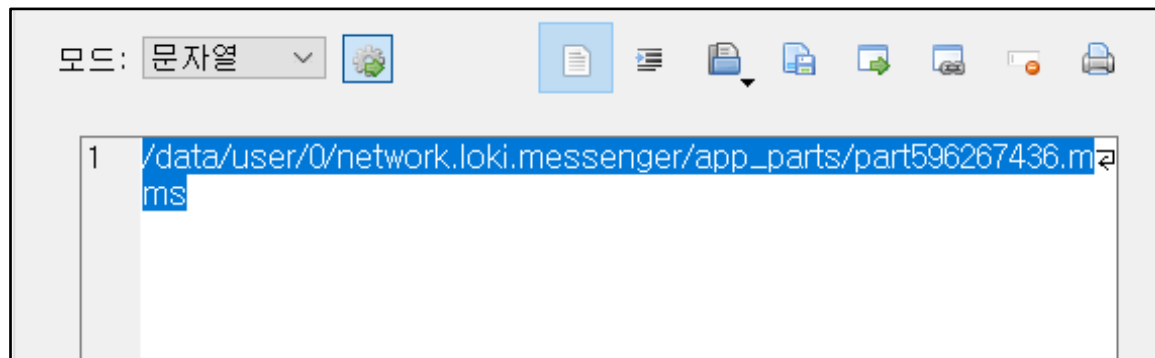 모드: 문자열
1 /data/user/0/network.loki.messenger/app_parts/part596267436.m
ms